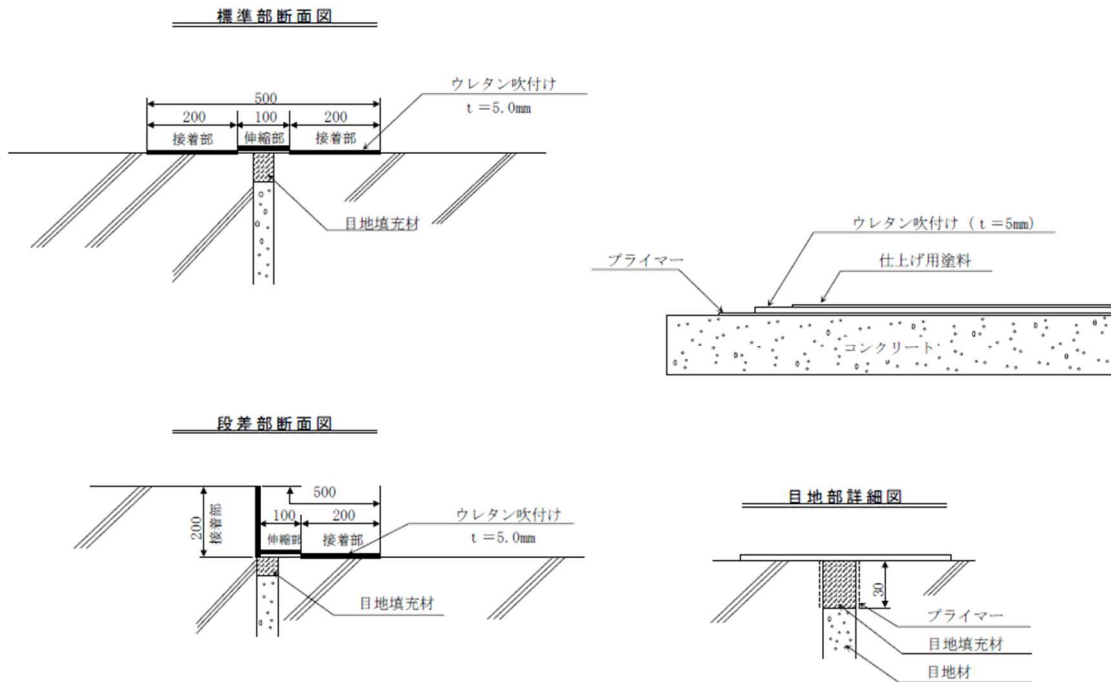 標準部断面図
ウレタン吹付け
t＝5.0mm
500
200
100
200
接着部
伸縮部
接着部
目地填充材
ウレタン吹付け（t＝5mm）
プライマー
仕上げ用塗料
コンクリート
段差部断面図
500
200
接着部
100
200
伸縮部
接着部
ウレタン吹付け
t＝5.0mm
目地填充材
目地部詳細図
30
プライマー
目地填充材
目地材